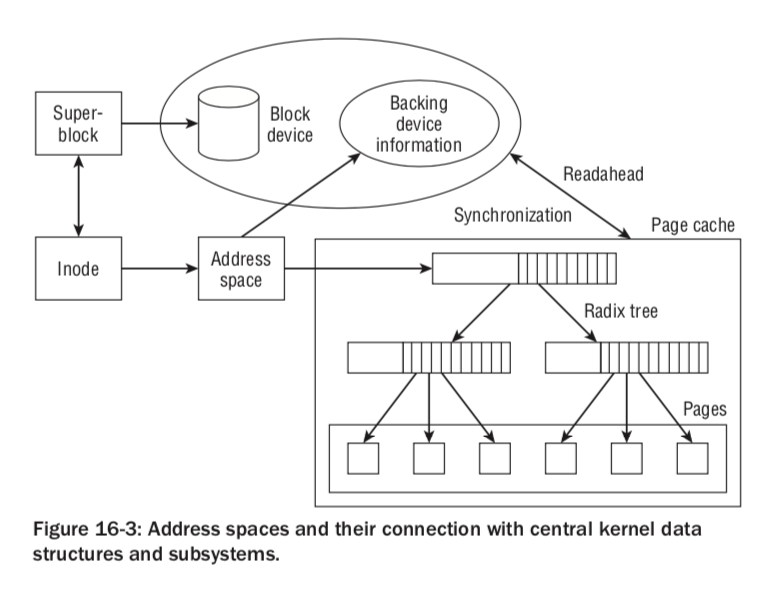 Super-
block
Block
device
Backing
device
information
Readahead
Synchronization
Page cache
Inode
Address
space
Radix tree
Pages
Figure 16-3: Address spaces and their connection with central kernel data
structures and subsystems.